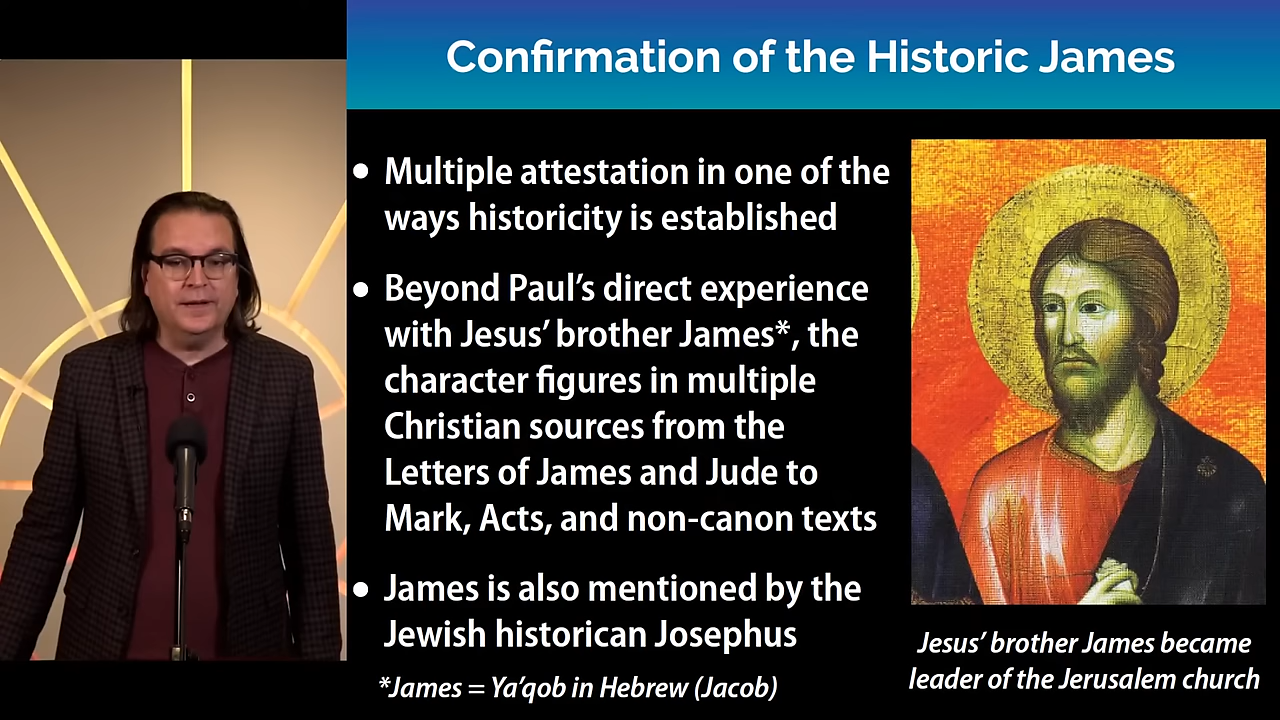 Confirmation of the Historic James
• Multiple attestation in one of the
ways historicity is established
• Beyond Paul’s direct experience
with Jesus’ brother James*, the
character figures in multiple
Christian sources from the
Letters of James and Jude to
Mark, Acts, and non-canon texts
• James is also mentioned by the
Jewish historican Josephus
*James = Ya’qob in Hebrew (Jacob)
Jesus’ brother James became
leader of the Jerusalem church